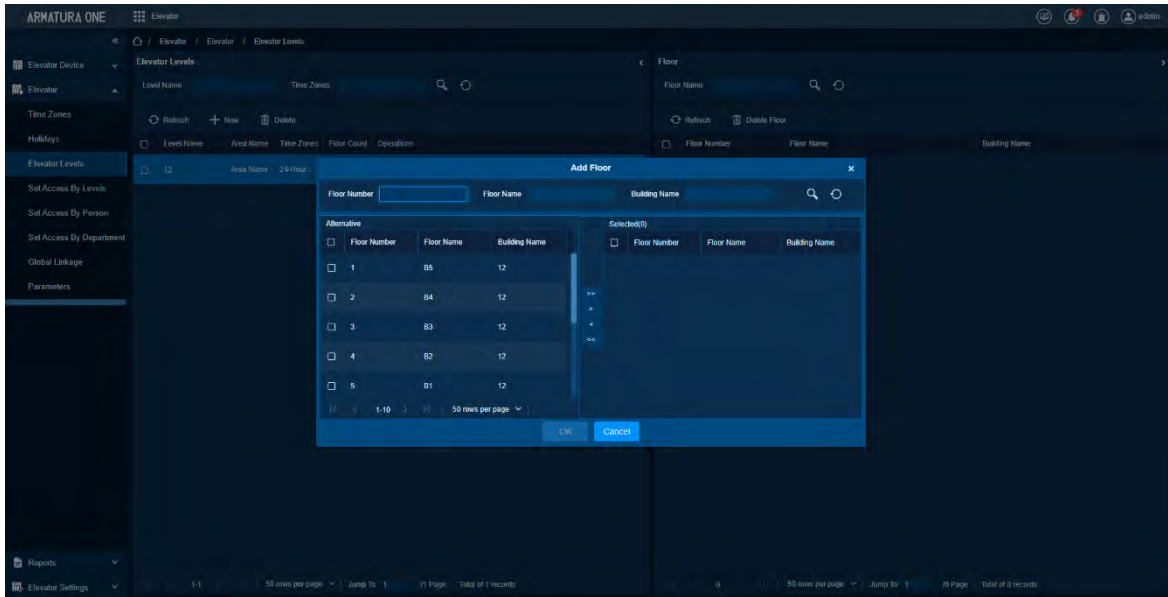 ARMATURA ONE
Elevator
admin
Elevator / Elevator / Elevator Levels
Elevator Device
Elevator
Time Zones
Holidays
Elevator Levels
Set Access By Levels
Set Access By Person
Set Access By Department
Global Linkage
Parameters
Reports
Elevator Settings
Elevator Levels
Level Name Time Zones
Refresh New Delete
Level Name Area Name Time Zones Floor Count Operations
12 Area Name 24-Hour
1-1 50 rows per page Jump To 1 /1 Page Total of 1 records
Floor
Floor Name
Refresh Delete Floor
Floor Number Floor Name Building Name
0 50 rows per page Jump To 1 /0 Page Total of 0 records
Add Floor
Floor Number Floor Name Building Name
Alternative
Floor Number Floor Name Building Name
1 B5 12
2 B4 12
3 B3 12
4 B2 12
5 B1 12
1-10 50 rows per page
>>
>
<
<<
Selected(0)
Floor Number Floor Name Building Name
OK Cancel